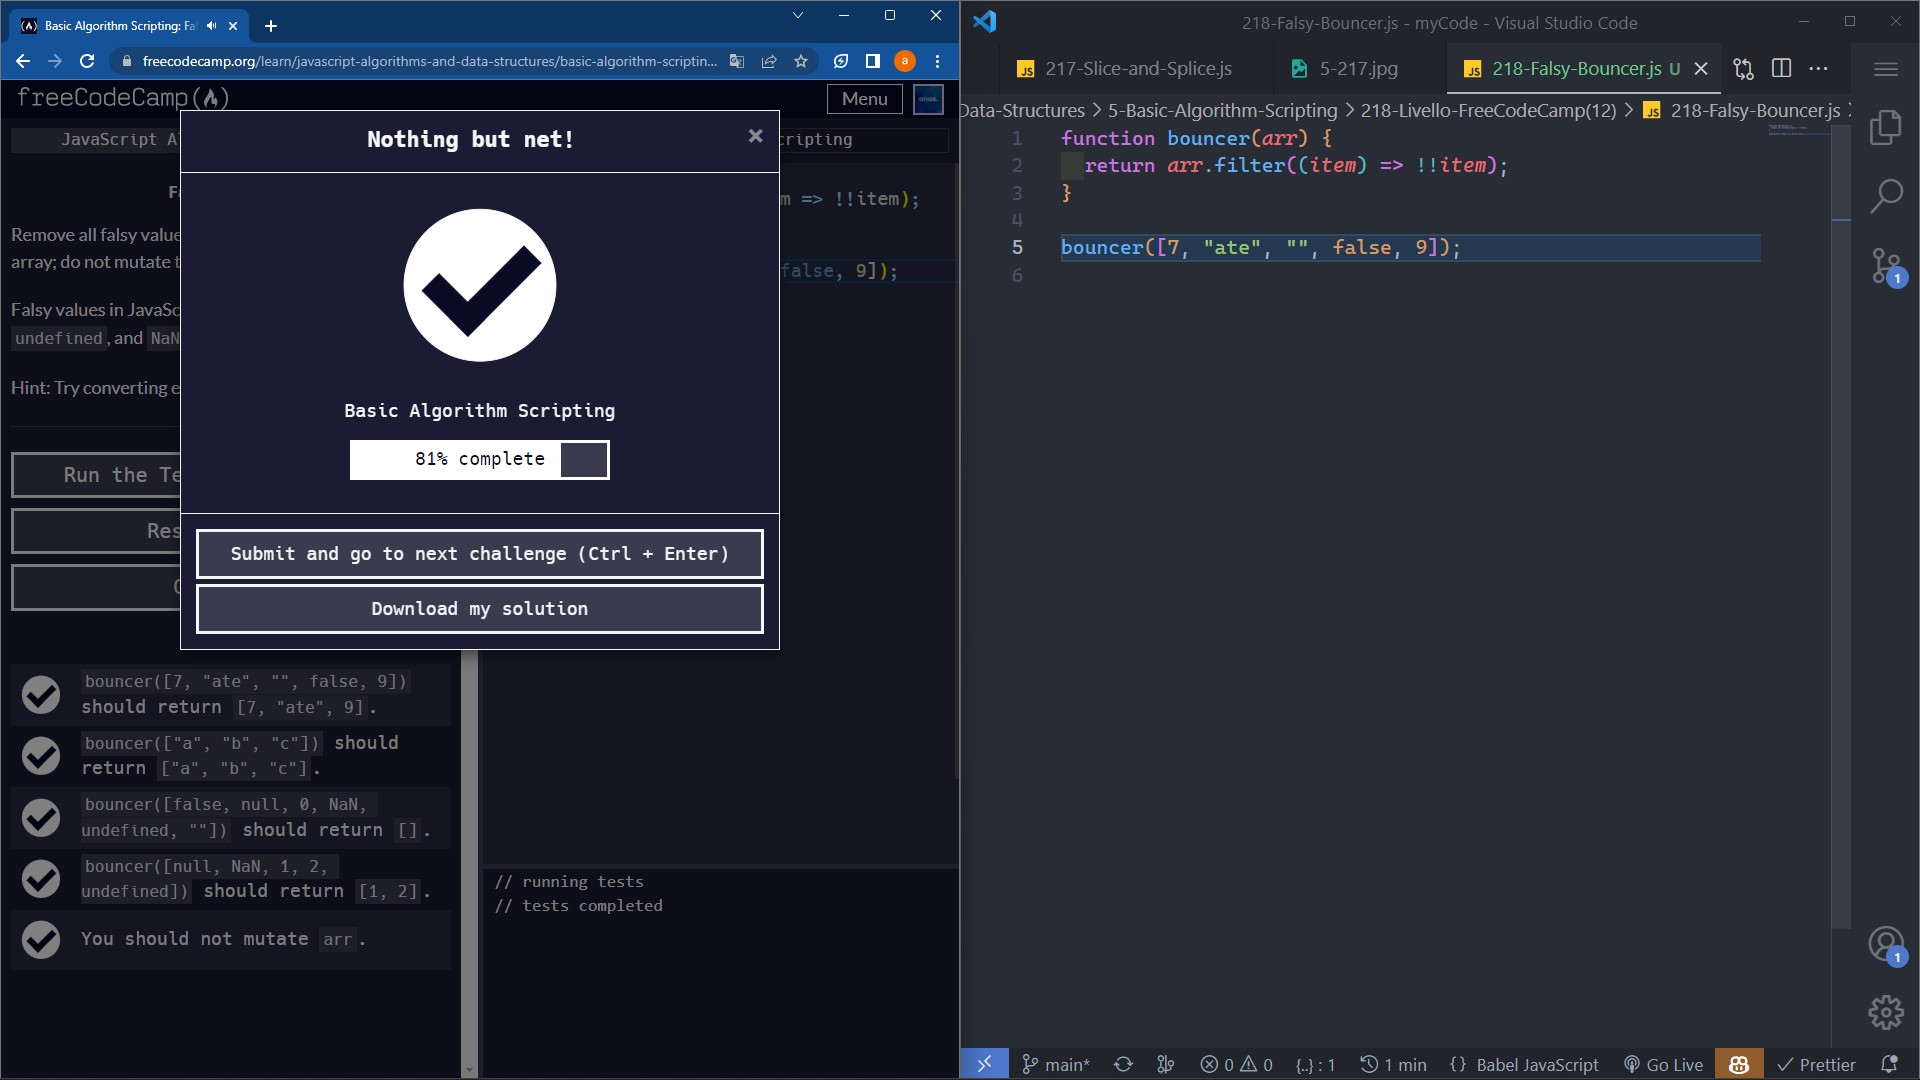 Basic Algorithm Scripting: Fa
freecodecamp.org/learn/javascript-algorithms-and-data-structures/basic-algorithm-scriptin...
a
freeCodeCamp(🔥)
Menu
anas.
JavaScript A
cripting
Nothing but net!
×
F
Remove all falsy value
array; do not mutate t
Falsy values in JavaSc
undefined, and NaN
Hint: Try converting e
m => !!item);
false, 9]);
Basic Algorithm Scripting
81% complete
Run the Te
Res
Submit and go to next challenge (Ctrl + Enter)
Download my solution
bouncer([7, "ate", "", false, 9])
should return [7, "ate", 9].
bouncer(["a", "b", "c"]) should
return ["a", "b", "c"].
bouncer([false, null, 0, NaN,
undefined, ""]) should return [].
bouncer([null, NaN, 1, 2,
undefined]) should return [1, 2].
You should not mutate arr.
// running tests
// tests completed
218-Falsy-Bouncer.js - myCode - Visual Studio Code
JS 217-Slice-and-Splice.js
5-217.jpg
JS 218-Falsy-Bouncer.js U
Data-Structures > 5-Basic-Algorithm-Scripting > 218-Livello-FreeCodeCamp(12) > JS 218-Falsy-Bouncer.js >
1 function bouncer(arr) {
2 return arr.filter((item) => !!item);
3 }
4
5 bouncer([7, "ate", "", false, 9]);
6
1
1
main* 0 0 {..} : 1 1 min {} Babel JavaScript Go Live Prettier